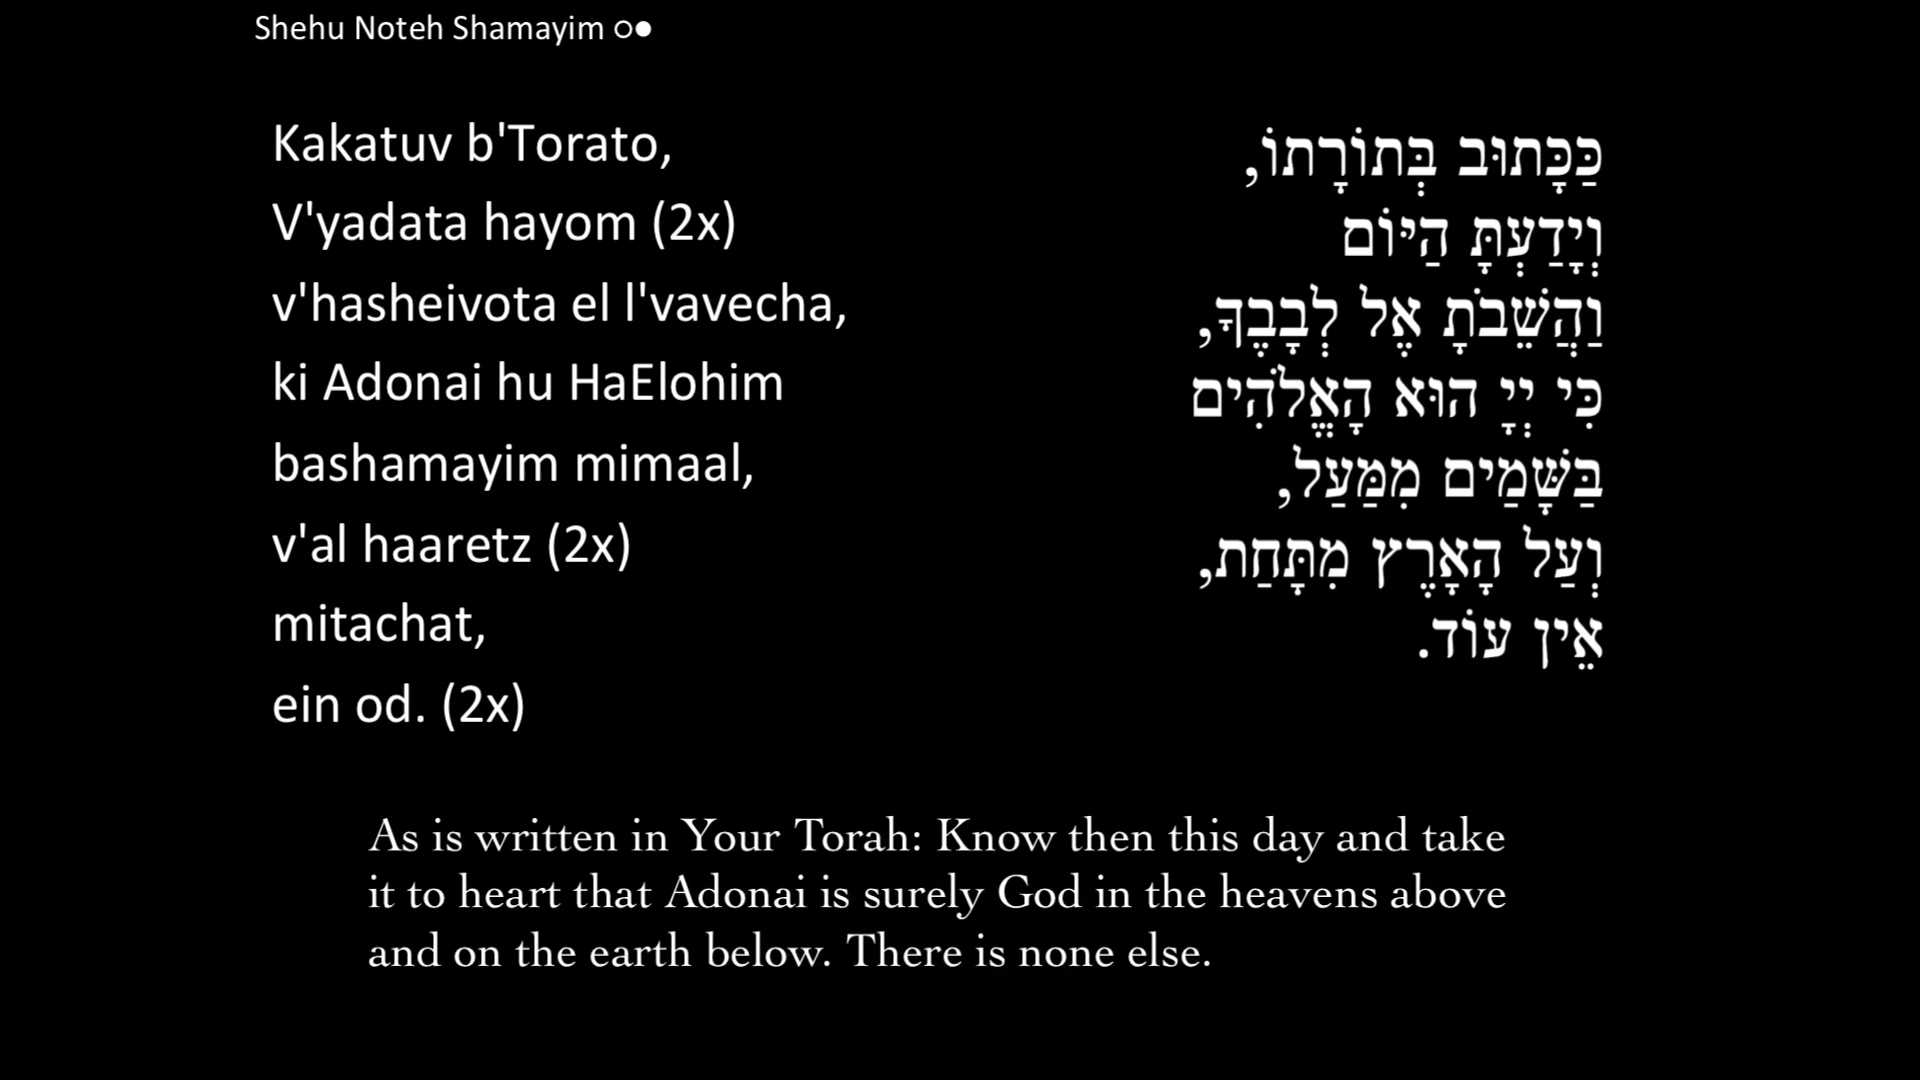 Shehu Noteh Shamayim ○●
Kakatuv b'Torato,
V'yadata hayom (2x)
v'hasheivota el l'vavecha,
ki Adonai hu HaElohim
bashamayim mimaal,
v'al haaretz (2x)
mitachat,
ein od. (2x)
כַּכָּתוּב בְּתוֹרָתוֹ,
וְיָדַעְתָּ הַיּוֹם
וַהֲשֵׁבֹתָ אֶל לְבָבֶךָ,
כִּי יְיָ הוּא הָאֱלֹהִים
בַּשָּׁמַיִם מִמַּעַל,
וְעַל הָאָרֶץ מִתָּחַת,
אֵין עוֹד.
As is written in Your Torah: Know then this day and take
it to heart that Adonai is surely God in the heavens above
and on the earth below. There is none else.